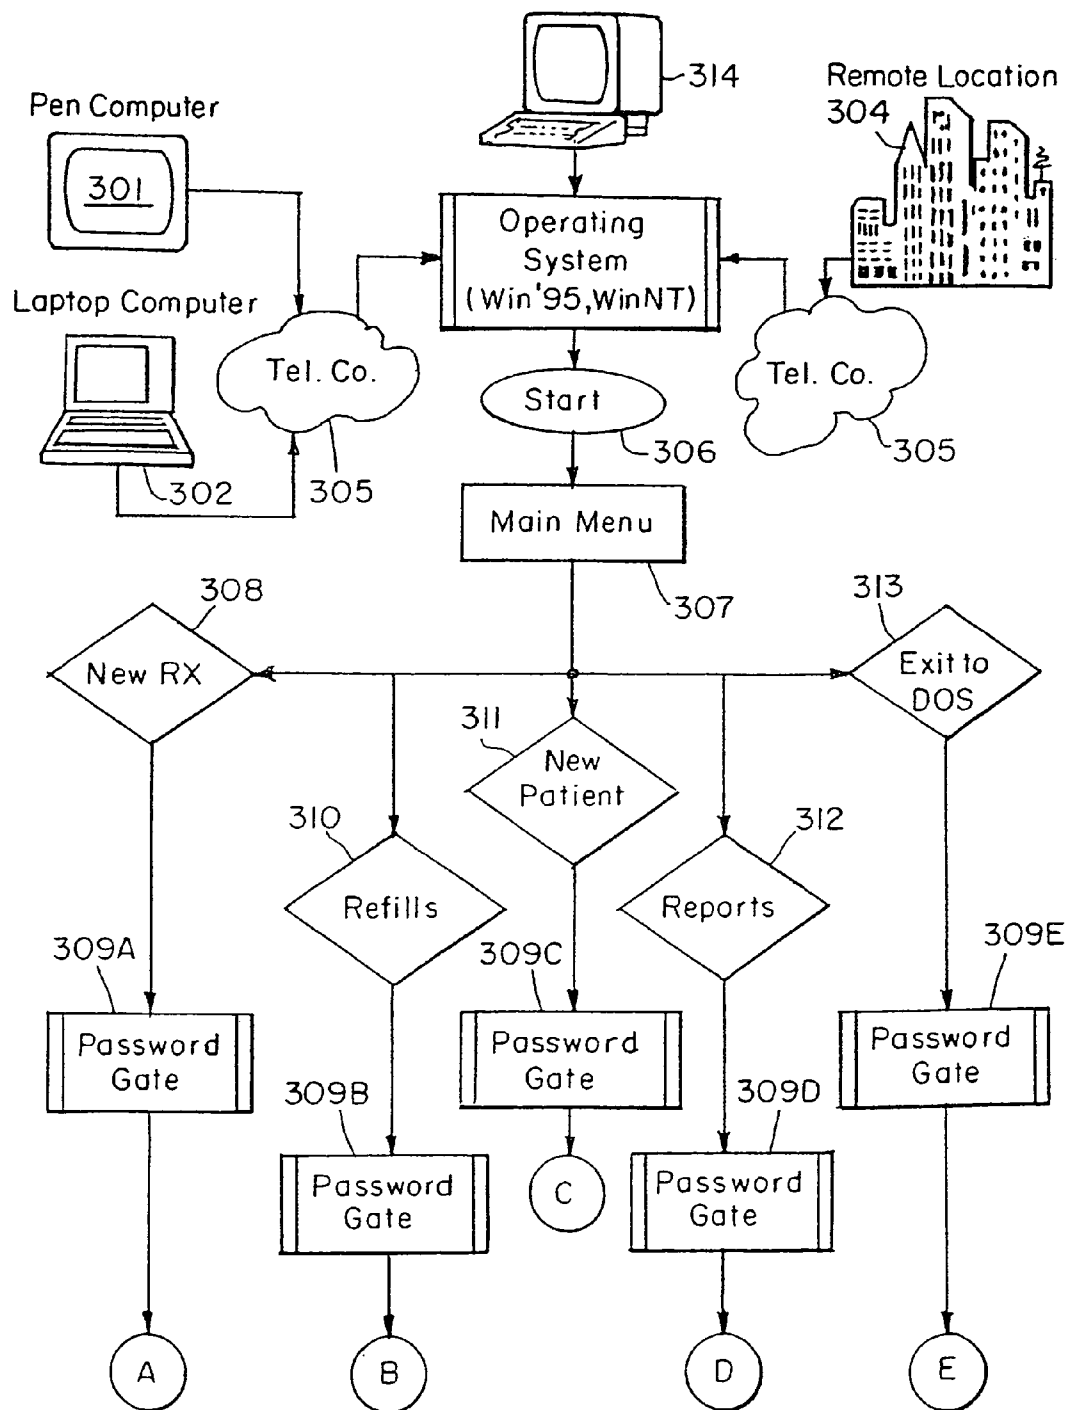 314
Remote Location
304
Pen Computer
301
Operating
System
(Win'95,WinNT)
Laptop Computer
Tel. Co.
Tel. Co.
Start
306
305
302
305
Main Menu
307
308
313
New RX
Exit to
DOS
311
New
Patient
310
312
Refills
Reports
309A
309C
309E
Password
Gate
Password
Gate
Password
Gate
309B
309D
Password
Gate
C
Password
Gate
A
B
D
E